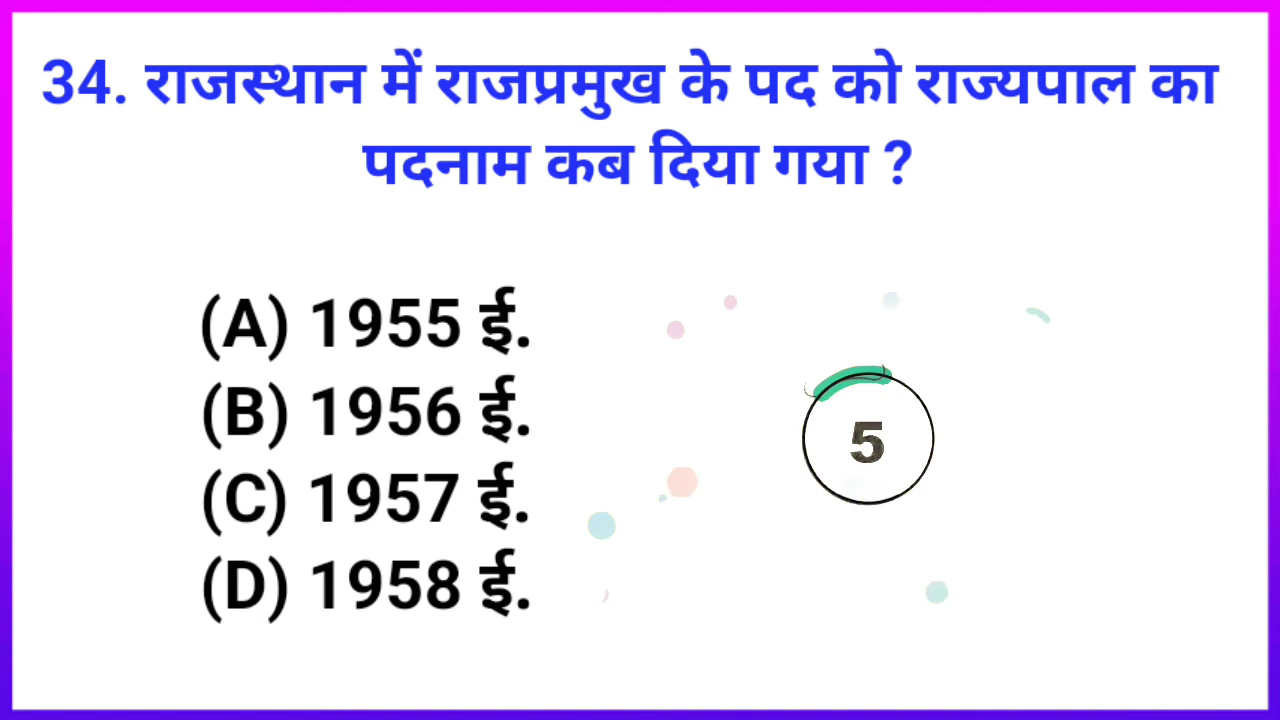 34. राजस्थान में राजप्रमुख के पद को राज्यपाल का
पदनाम कब दिया गया ?
(A) 1955 ई.
(B) 1956 ई.
(C) 1957 ई.
(D) 1958 ई.
5